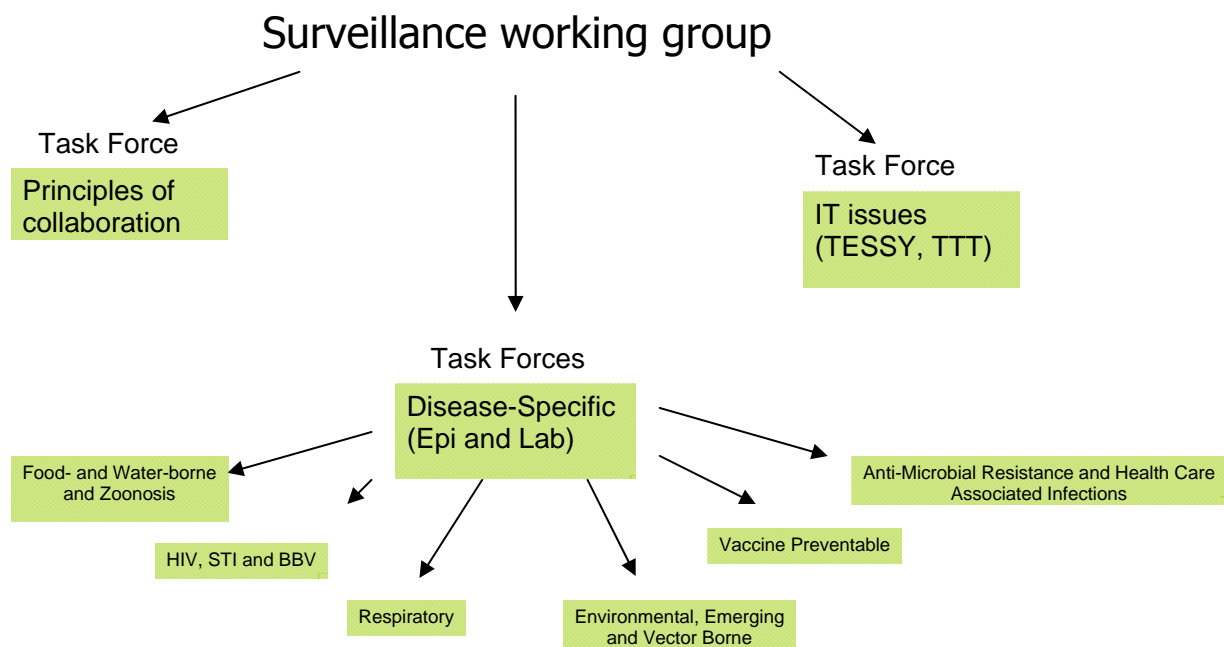 Surveillance working group
Task Force
Principles of
collaboration
Task Force
IT issues
(TESSY, TTT)
Task Forces
Disease-Specific
(Epi and Lab)
Food- and Water-borne
and Zoonosis
HIV, STI and BBV
Respiratory
Environmental, Emerging
and Vector Borne
Vaccine Preventable
Anti-Microbial Resistance and Health Care
Associated Infections